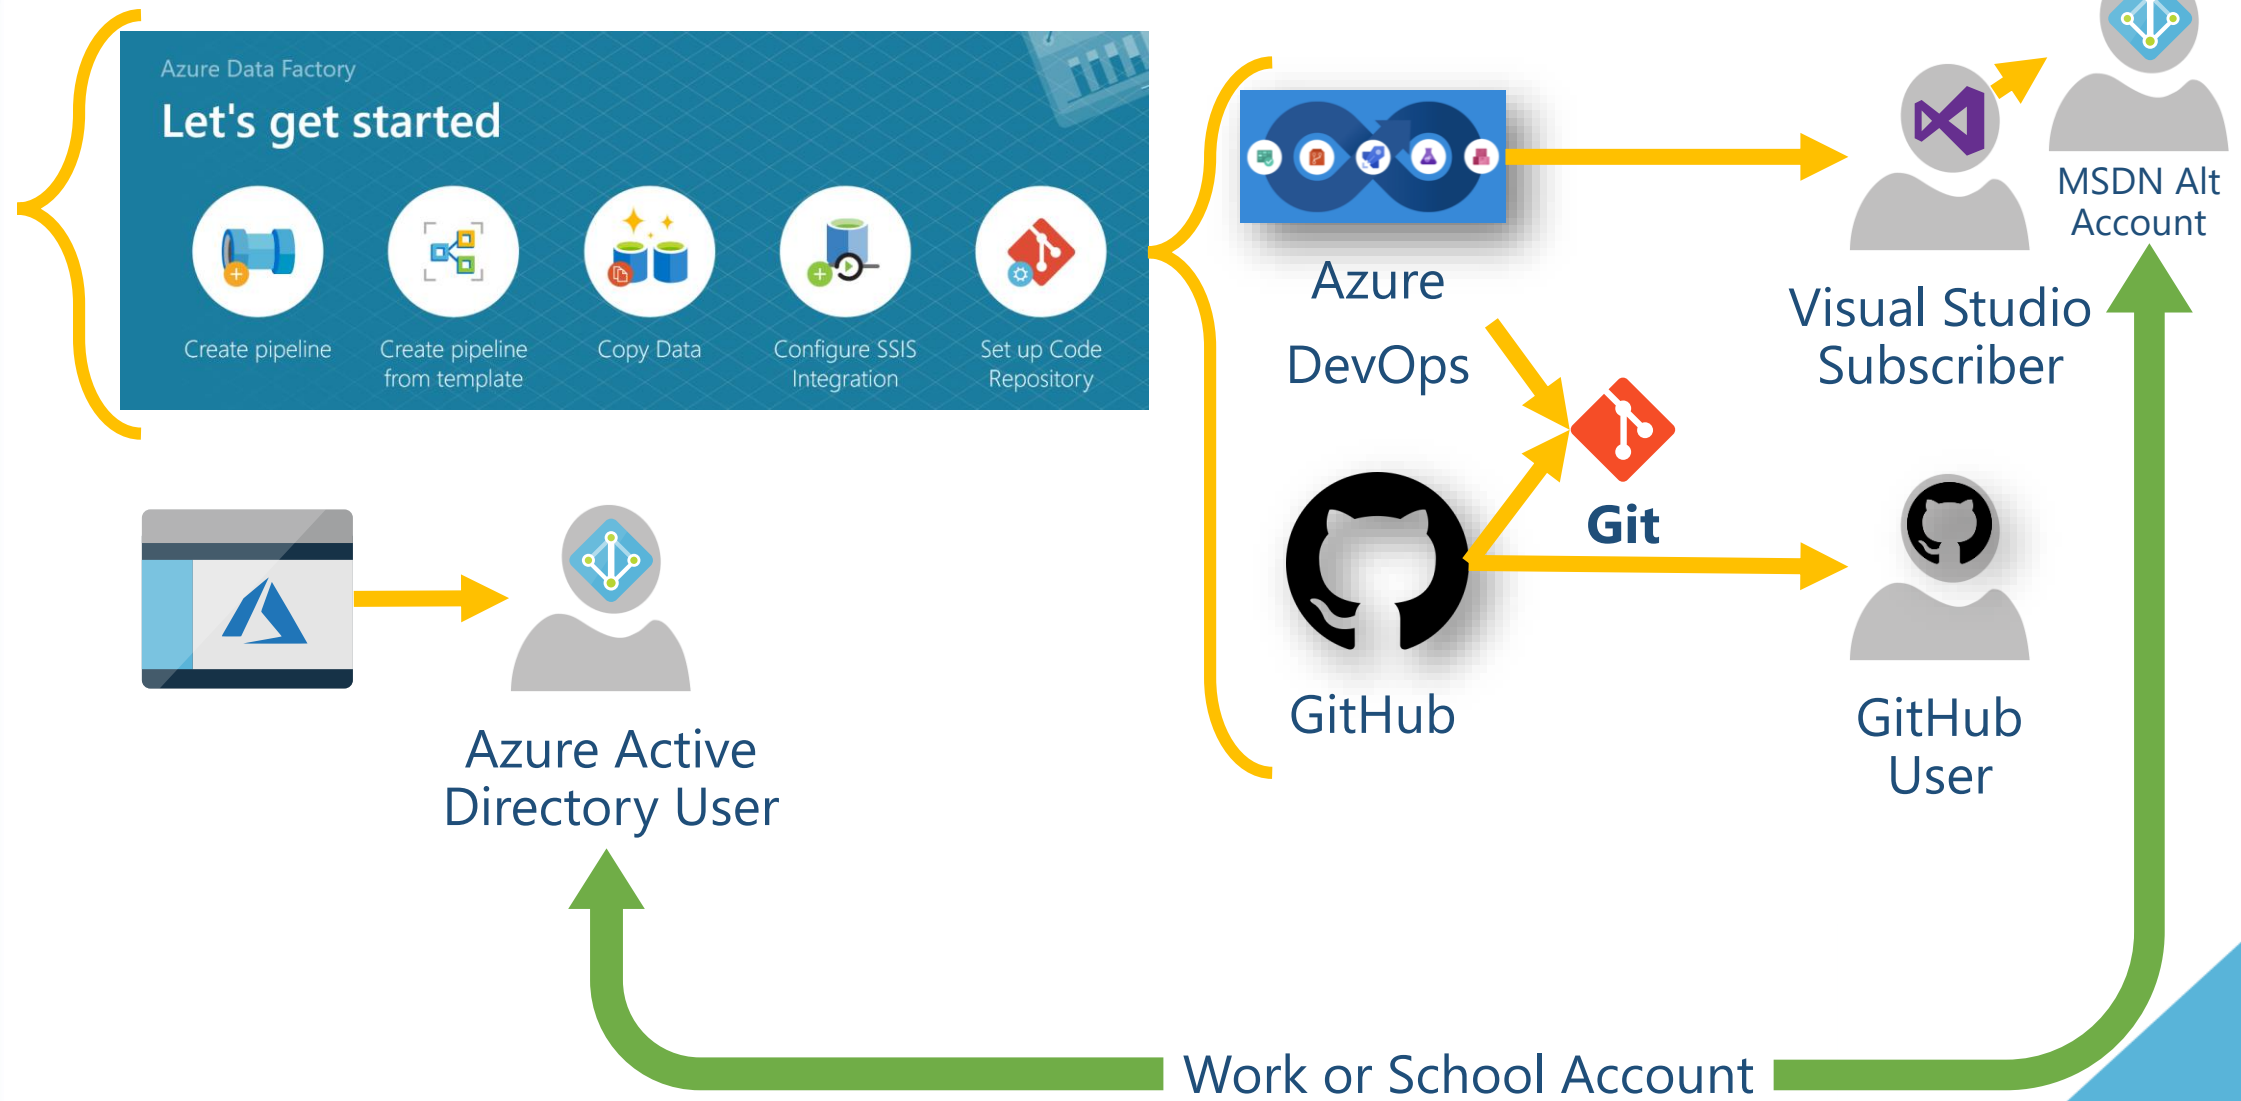 Azure Data Factory
Let's get started
Create pipeline
Create pipeline
from template
Copy Data
Configure SSIS
Integration
Set up Code
Repository
Azure
DevOps
Git
GitHub
MSDN Alt
Account
Visual Studio
Subscriber
GitHub
User
Azure Active
Directory User
Work or School Account